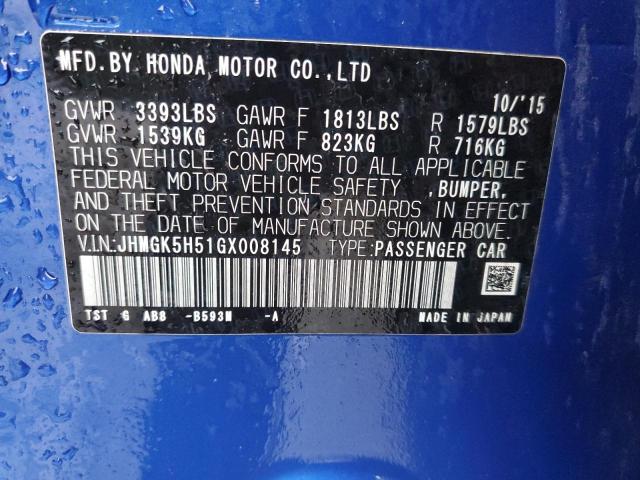 MFD. BY HONDA MOTOR CO., LTD
10/'15
GVWR 3393LBS GAWR F 1813LBS R 1579LBS
GVWR 1539KG GAWR F 823KG R 716KG
THIS VEHICLE CONFORMS TO ALL APPLICABLE
FEDERAL MOTOR VEHICLE SAFETY, BUMPER,
AND THEFT PREVENTION STANDARDS IN EFFECT
ON THE DATE OF MANUFACTURE SHOWN ABOVE.
V.IN:JHMGK5H51GX008145 TYPE:PASSENGER CAR
TST G AB8 -B593M -A MADE IN JAPAN